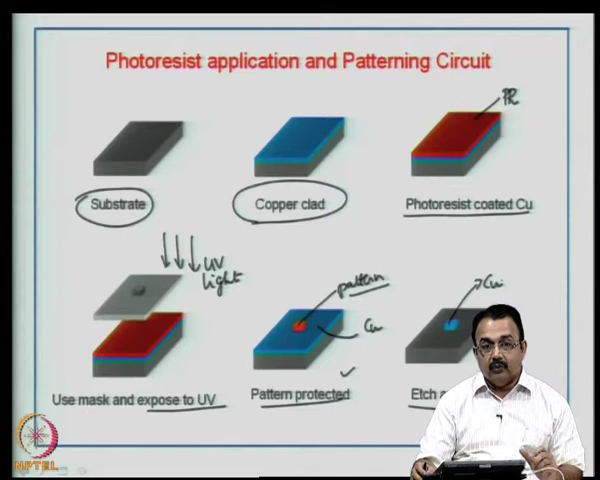 Photoresist application and Patterning Circuit
PR
Substrate
Copper clad
Photoresist coated Cu
UV
light
pattern
Cu
Cu
Use mask and expose to UV
Pattern protected
Etch
NPTEL